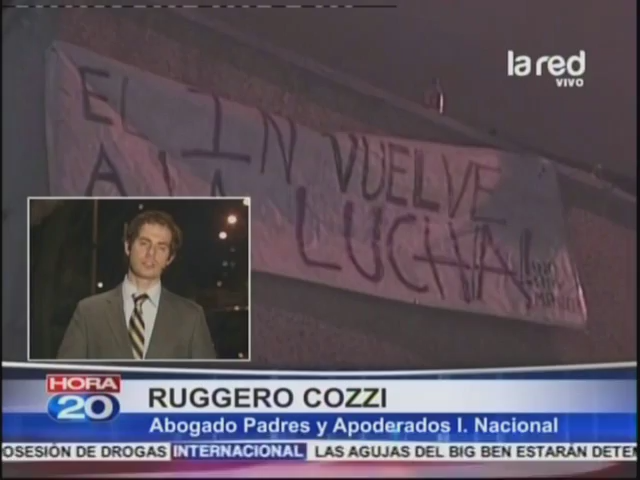 la red
VIVO
EL IN VUELVE
A LA LUCHA!
HORA
20
RUGGERO COZZI
Abogado Padres y Apoderados I. Nacional
OSESIÓN DE DROGAS INTERNACIONAL LAS AGUJAS DEL BIG BEN ESTARÁN DETEN